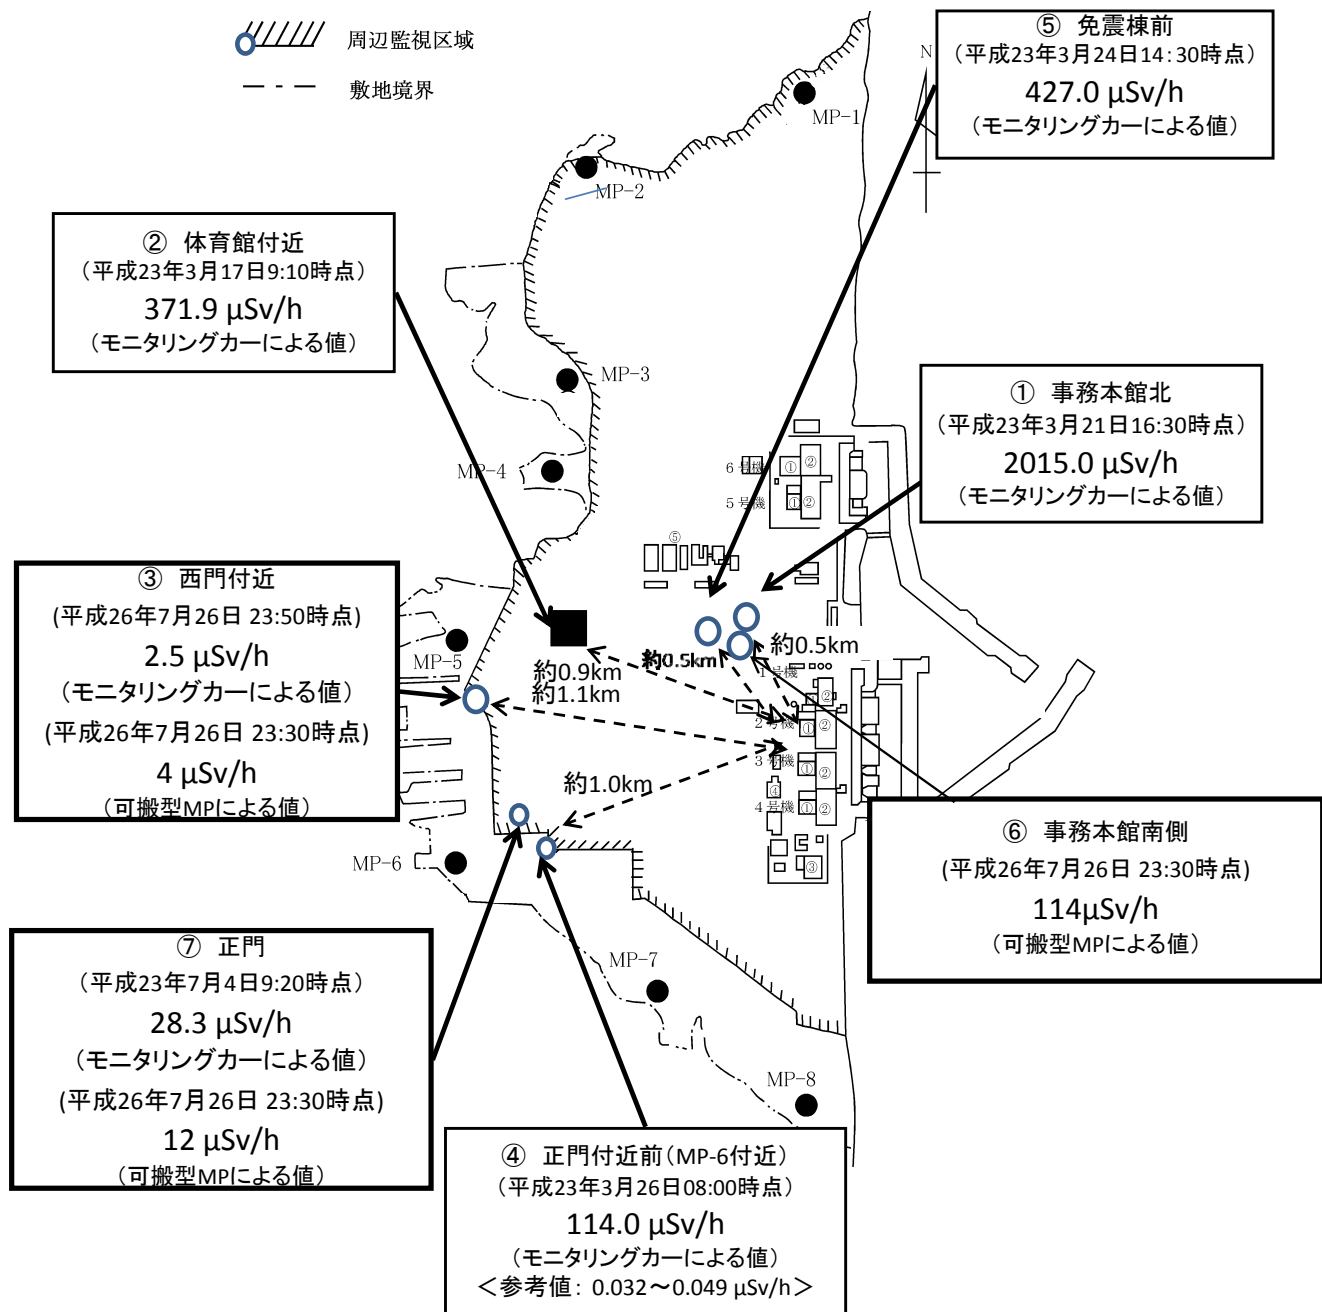 周辺監視区域
敷地境界
⑤ 免震棟前
（平成23年3月24日14:30時点）
427.0 μSv/h
（モニタリングカーによる値）
N
MP-1
MP-2
② 体育館付近
（平成23年3月17日9:10時点）
371.9 μSv/h
（モニタリングカーによる値）
MP-3
① 事務本館北
（平成23年3月21日16:30時点）
2015.0 μSv/h
（モニタリングカーによる値）
MP-4
6号機
① ②
5号機
① ②
⑤
③ 西門付近
(平成26年7月26日 23:50時点)
2.5 μSv/h
（モニタリングカーによる値）
(平成26年7月26日 23:30時点)
4 μSv/h
（可搬型MPによる値）
MP-5
約0.9km
約1.1km
約0.5km
約0.5km
1号機
②
2号機
① ②
3号機
① ②
④
4号機
① ②
③
約1.0km
MP-6
⑥ 事務本館南側
(平成26年7月26日 23:30時点)
114μSv/h
（可搬型MPによる値）
⑦ 正門
（平成23年7月4日9:20時点）
28.3 μSv/h
（モニタリングカーによる値）
(平成26年7月26日 23:30時点)
12 μSv/h
（可搬型MPによる値）
MP-7
MP-8
④ 正門付近前（MP-6付近）
（平成23年3月26日08:00時点）
114.0 μSv/h
（モニタリングカーによる値）
＜参考値： 0.032～0.049 μSv/h＞